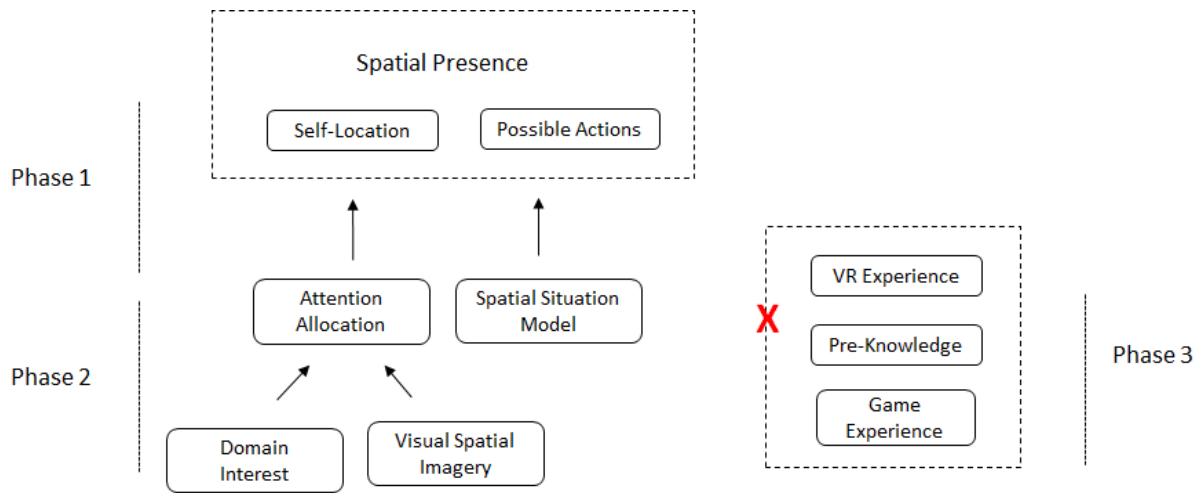 Spatial Presence
Self-Location
Possible Actions
Phase 1
Attention
Allocation
Spatial Situation
Model
Phase 2
Domain
Interest
Visual Spatial
Imagery
X
VR Experience
Pre-Knowledge
Game
Experience
Phase 3